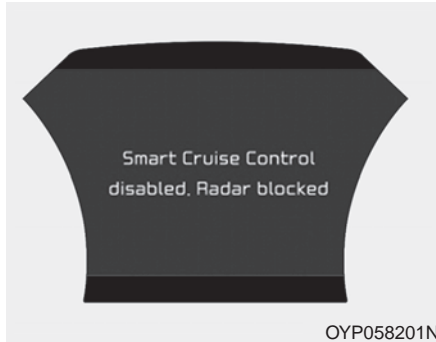 Smart Cruise Control
disabled, Radar blocked
OYP058201N